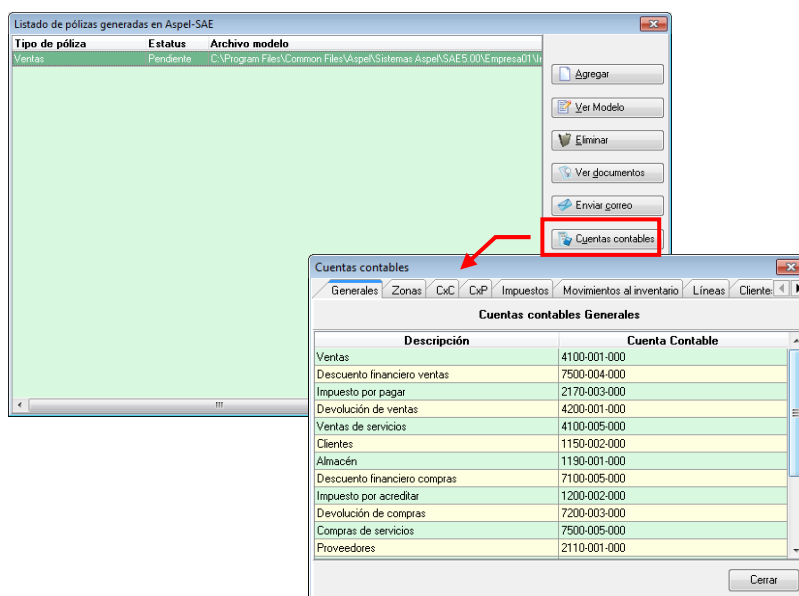 Listado de pólizas generadas en Aspel-SAE
Tipo de póliza Estatus Archivo modelo
Ventas Pendiente C:\Program Files\Common Files\Aspel\Sistemas Aspel\SAE5.00\Empresa01\In
Agregar
Ver Modelo
Eliminar
Ver documentos
Enviar correo
Cuentas contables
Cuentas contables
Generales Zonas CxC CxP Impuestos Movimientos al inventario Líneas Cliente
Cuentas contables Generales
Descripción Cuenta Contable
Ventas 4100-001-000
Descuento financiero ventas 7500-004-000
Impuesto por pagar 2170-003-000
Devolución de ventas 4200-001-000
Ventas de servicios 4100-005-000
Clientes 1150-002-000
Almacén 1190-001-000
Descuento financiero compras 7100-005-000
Impuesto por acreditar 1200-002-000
Devolución de compras 7200-003-000
Compras de servicios 7500-005-000
Proveedores 2110-001-000
Cerrar